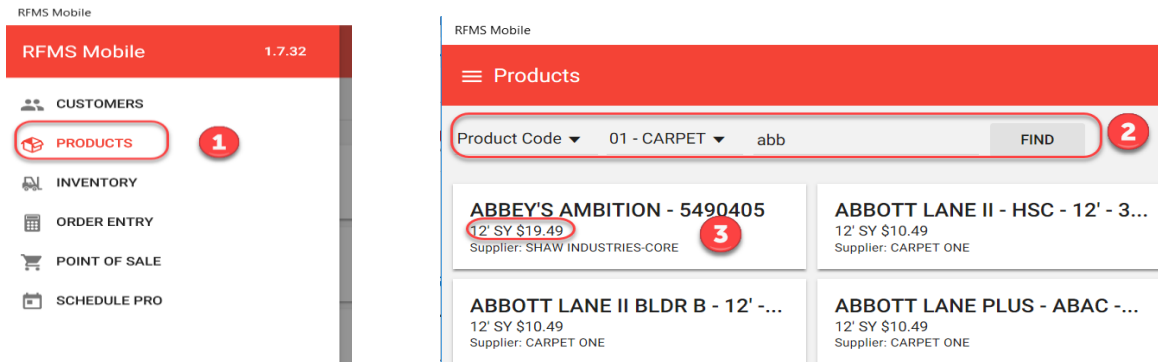 RFMS Mobile
RFMS Mobile 1.7.32
CUSTOMERS
PRODUCTS
1
INVENTORY
ORDER ENTRY
POINT OF SALE
SCHEDULE PRO
RFMS Mobile
Products
Product Code 01 - CARPET abb FIND
2
ABBEY'S AMBITION - 5490405
12' SY $19.49
Supplier: SHAW INDUSTRIES-CORE
3
ABBOTT LANE II - HSC - 12' - 3...
12' SY $10.49
Supplier: CARPET ONE
ABBOTT LANE II BLDR B - 12' -...
12' SY $10.49
Supplier: CARPET ONE
ABBOTT LANE PLUS - ABAC -...
12' SY $10.49
Supplier: CARPET ONE